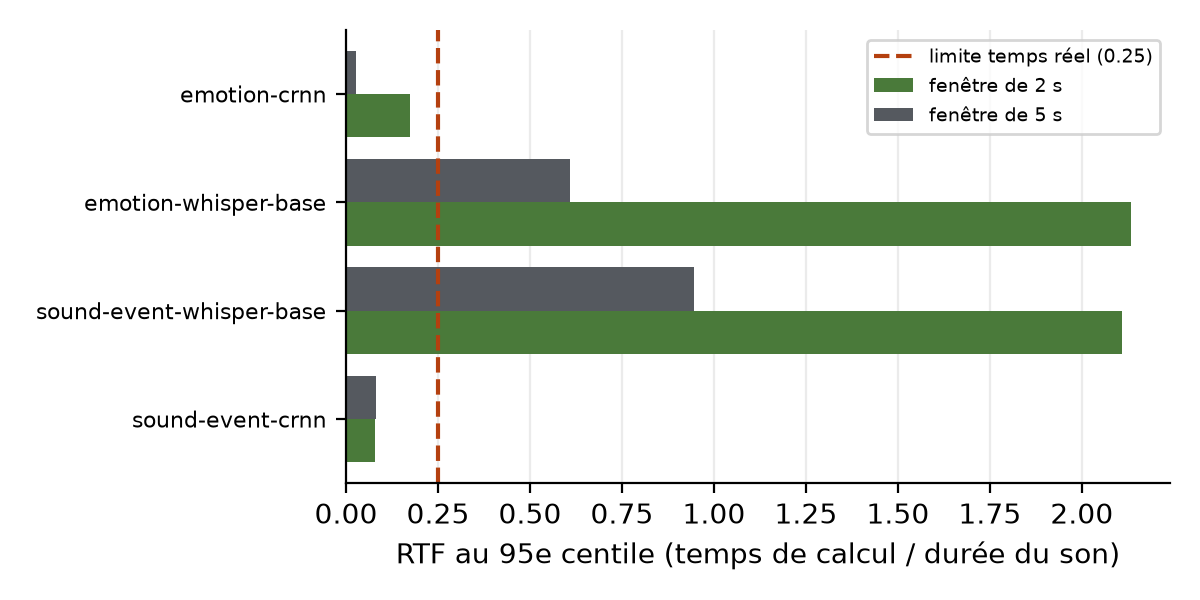 limite temps réel (0.25)
fenêtre de 2 s
fenêtre de 5 s
emotion-crnn
emotion-whisper-base
sound-event-whisper-base
sound-event-crnn
0.00 0.25 0.50 0.75 1.00 1.25 1.50 1.75 2.00
RTF au 95e centile (temps de calcul / durée du son)